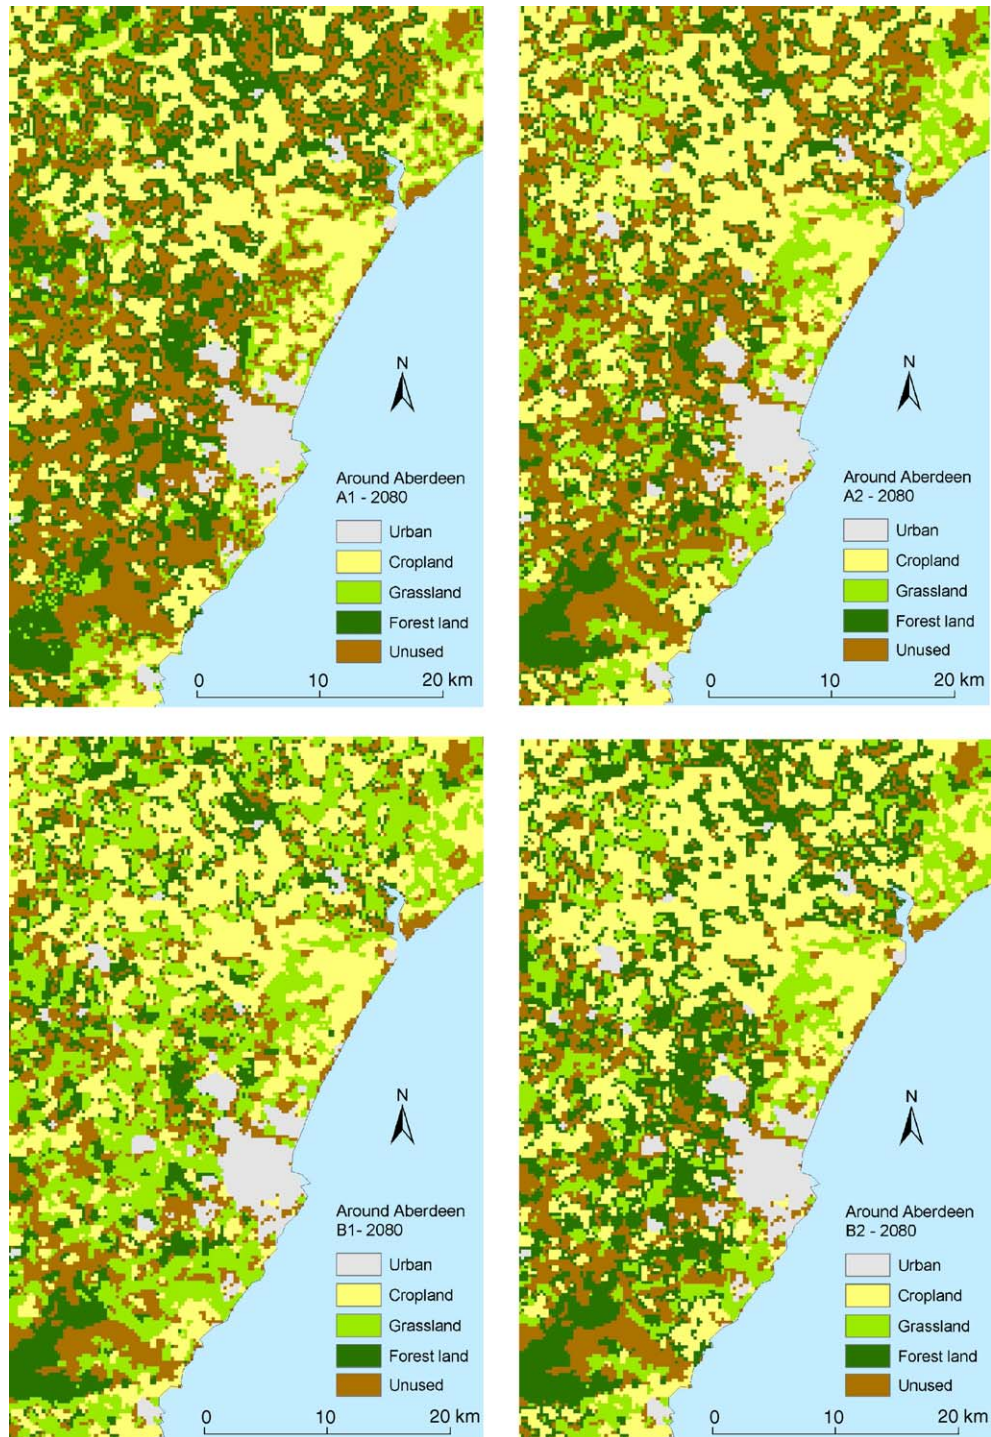 N
Around Aberdeen
A1 - 2080
Urban
Cropland
Grassland
Forest land
Unused
0 10 20 km
N
Around Aberdeen
A2 - 2080
Urban
Cropland
Grassland
Forest land
Unused
0 10 20 km
N
Around Aberdeen
B1- 2080
Urban
Cropland
Grassland
Forest land
Unused
0 10 20 km
N
Around Aberdeen
B2 - 2080
Urban
Cropland
Grassland
Forest land
Unused
0 10 20 km